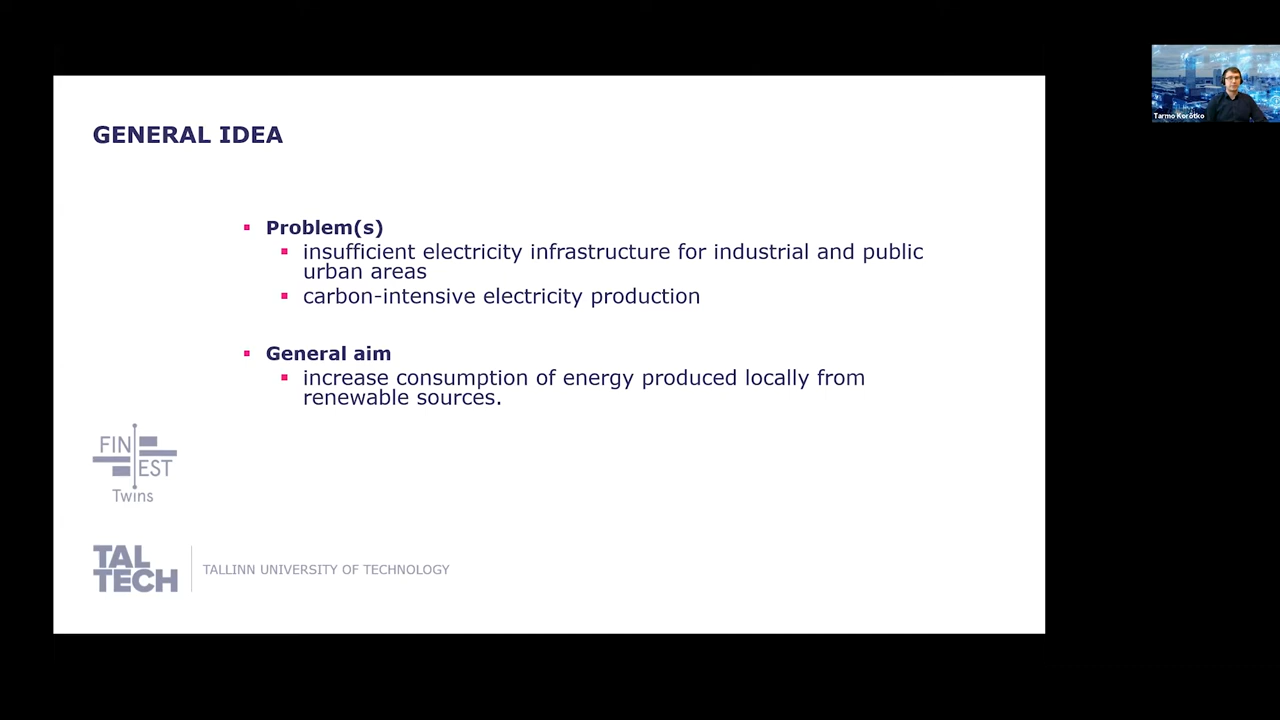 Tarmo Korõtko
GENERAL IDEA
Problem(s)
insufficient electricity infrastructure for industrial and public
urban areas
carbon-intensive electricity production
General aim
increase consumption of energy produced locally from
renewable sources.
FIN
EST
Twins
TAL
TECH
TALLINN UNIVERSITY OF TECHNOLOGY